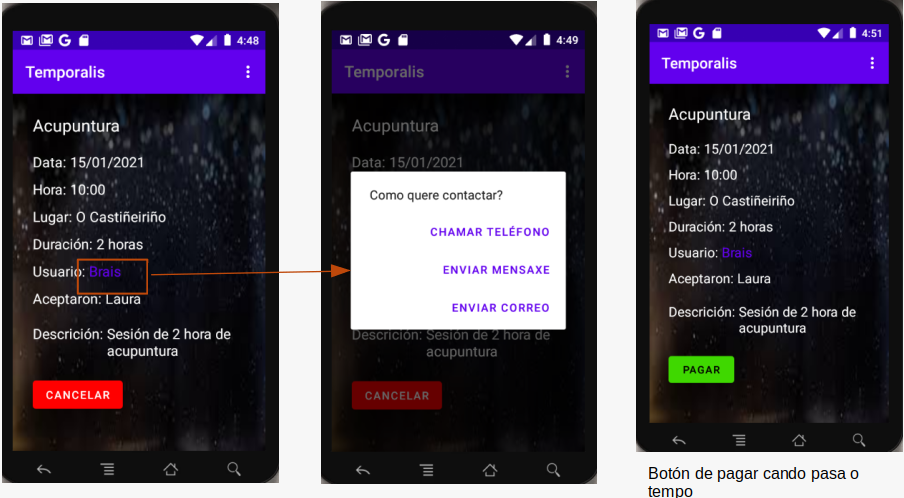 4:48
Temporalis
Acupuntura
Data: 15/01/2021
Hora: 10:00
Lugar: O Castiñeiriño
Duración: 2 horas
Usuario: Brais
Aceptaron: Laura
Descrición: Sesión de 2 hora de
acupuntura
CANCELAR
4:49
Temporalis
Acupuntura
Data: 15/01/2021
Como quere contactar?
CHAMAR TELÉFONO
ENVIAR MENSAXE
ENVIAR CORREO
Descrición: Sesión de 2 hora de
acupuntura
CANCELAR
4:51
Temporalis
Acupuntura
Data: 15/01/2021
Hora: 10:00
Lugar: O Castiñeiriño
Duración: 2 horas
Usuario: Brais
Aceptaron: Laura
Descrición: Sesión de 2 hora de
acupuntura
PAGAR
Botón de pagar cando pasa o
tempo